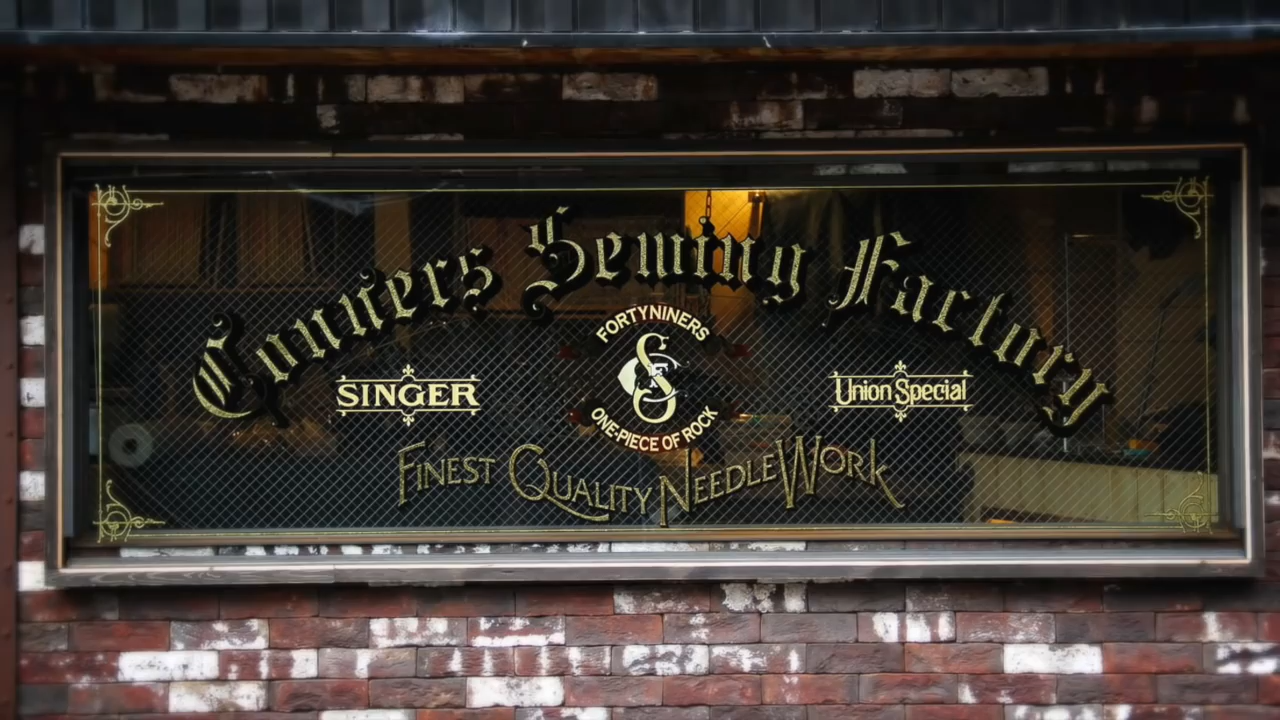 Conners Sewing Factory
FORTYNINERS
SINGER
Union Special
ONE-PIECE OF ROCK
FINEST QUALITY NEEDLEWORK